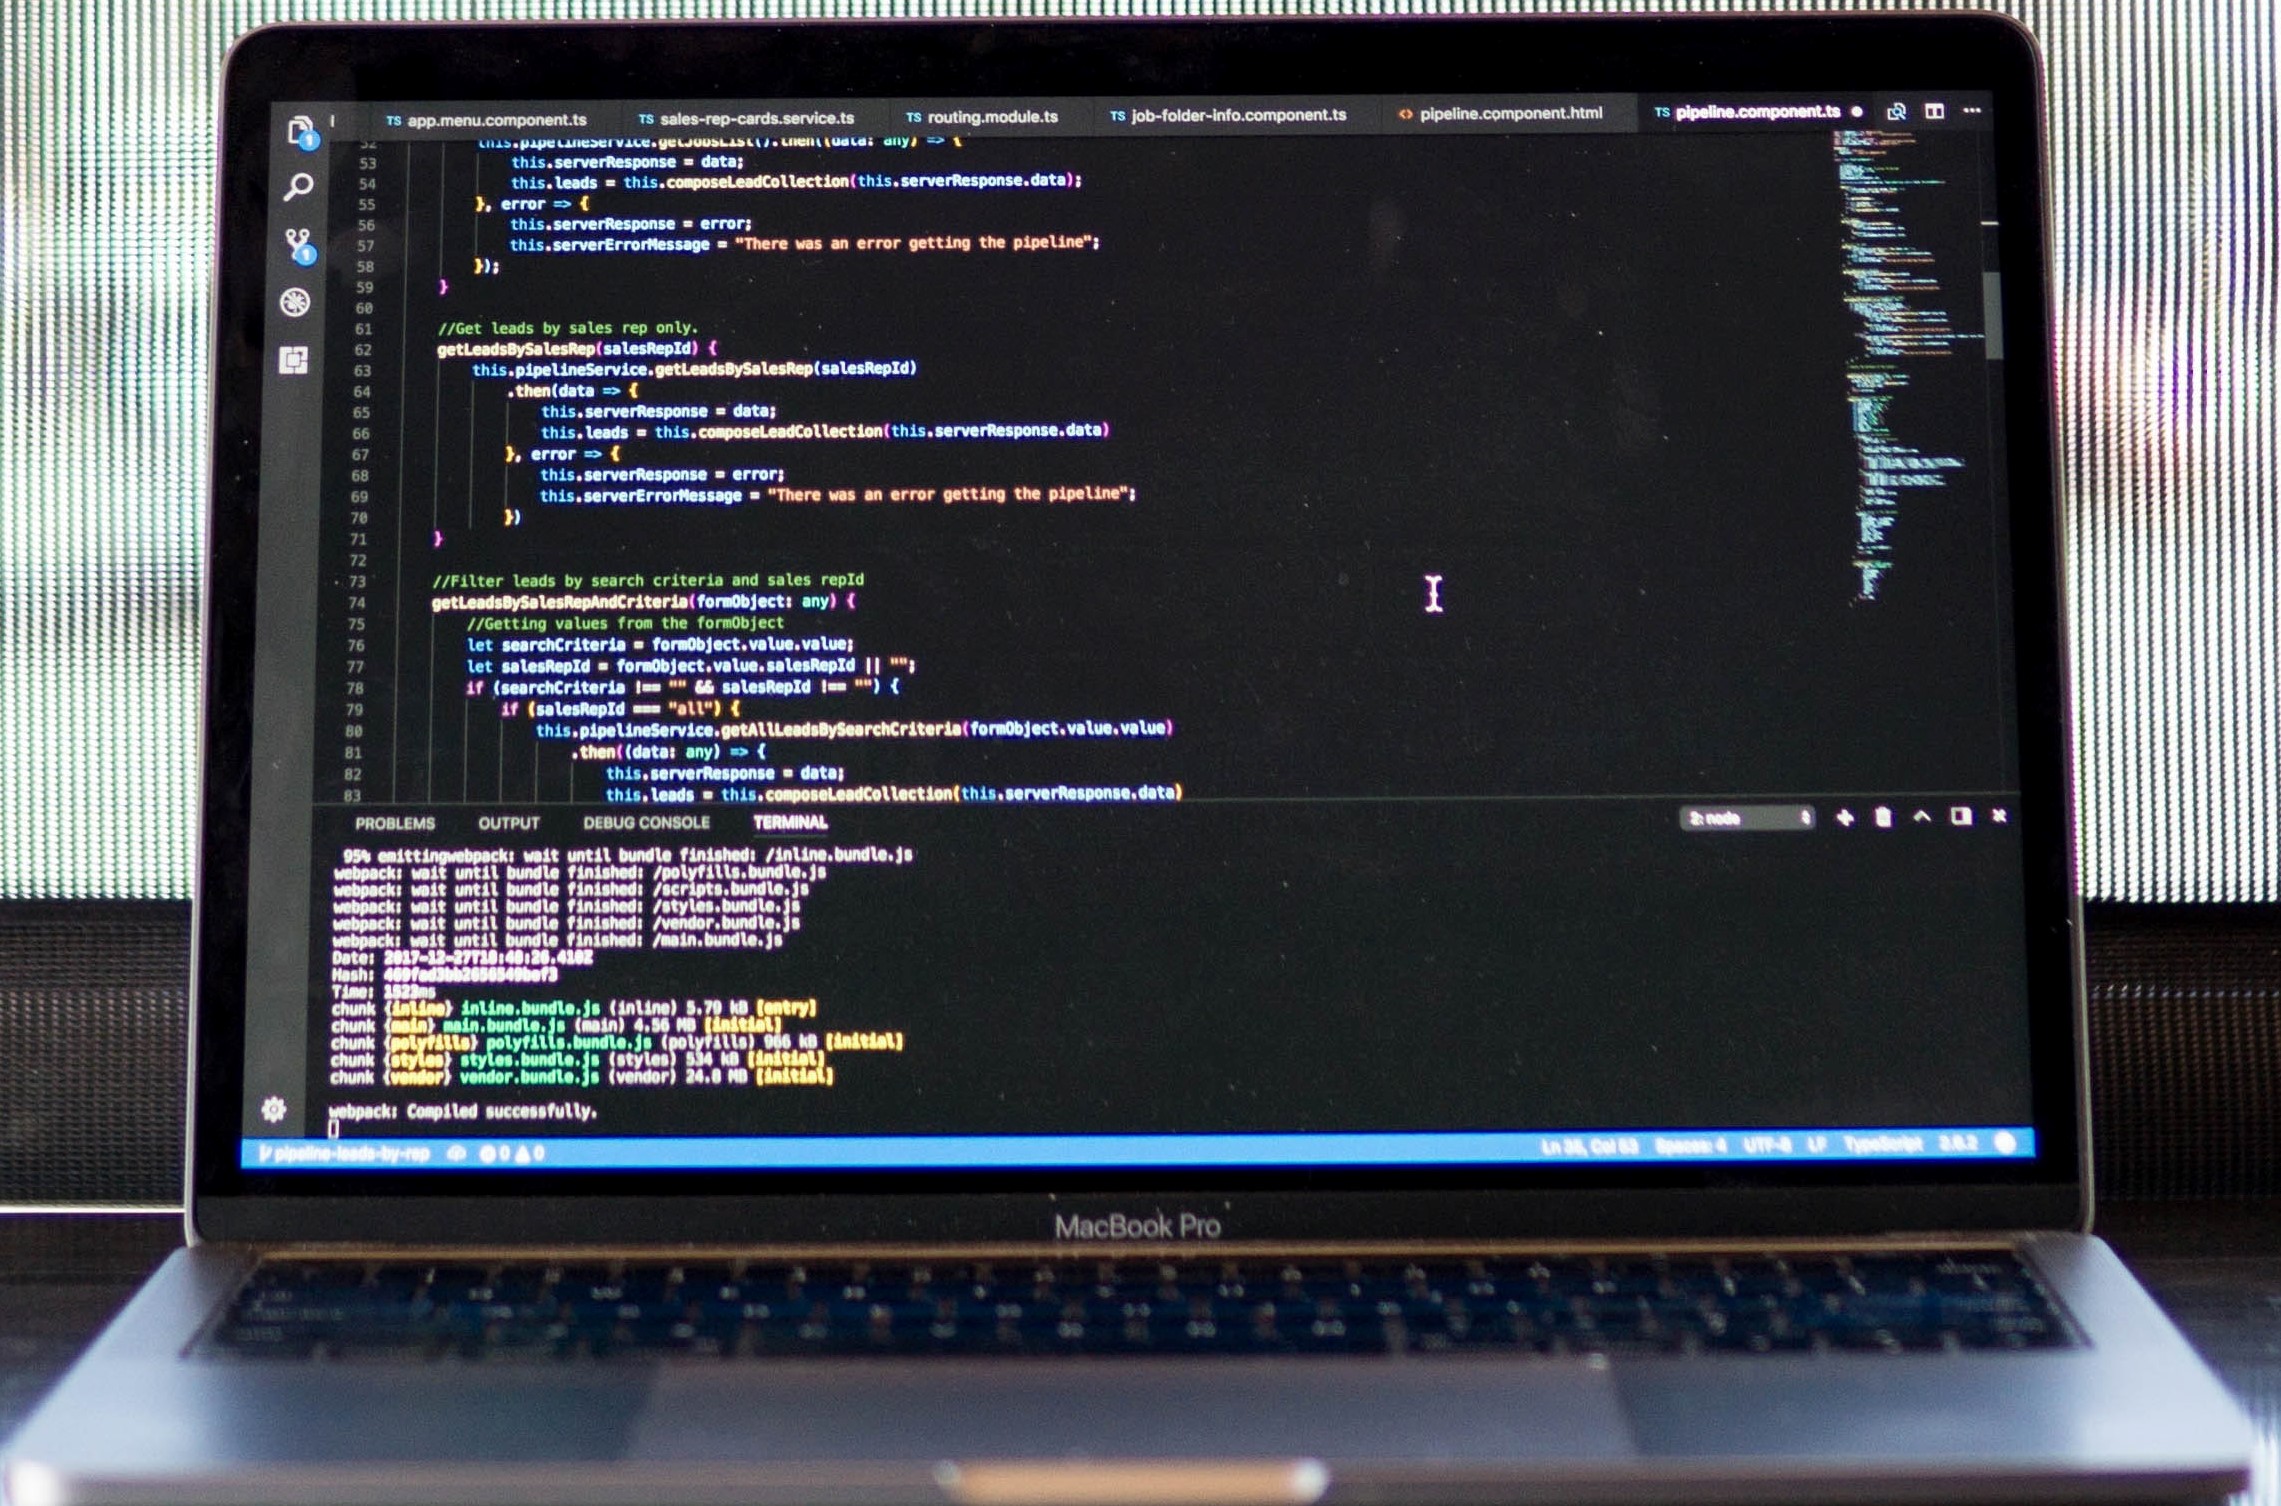 TS app.menu.component.ts
TS sales-rep-cards.service.ts
TS routing.module.ts
TS job-folder-info.component.ts
<> pipeline.component.html
TS pipeline.component.ts
1
1
52 this.pipelineService.getJobsList().then((data: any) => {
53 this.serverResponse = data;
54 this.leads = this.composeLeadCollection(this.serverResponse.data);
55 }, error => {
56 this.serverResponse = error;
57 this.serverErrorMessage = "There was an error getting the pipeline";
58 });
59 }
60
61 //Get leads by sales rep only.
62 getLeadsBySalesRep(salesRepId) {
63 this.pipelineService.getLeadsBySalesRep(salesRepId)
64 .then(data => {
65 this.serverResponse = data;
66 this.leads = this.composeLeadCollection(this.serverResponse.data)
67 }, error => {
68 this.serverResponse = error;
69 this.serverErrorMessage = "There was an error getting the pipeline";
70 })
71 }
72
73 //Filter leads by search criteria and sales repId
74 getLeadsBySalesRepAndCriteria(formObject: any) {
75 //Getting values from the formObject
76 let searchCriteria = formObject.value.value;
77 let salesRepId = formObject.value.salesRepId || "";
78 if (searchCriteria !== "" && salesRepId !== "") {
79 if (salesRepId === "all") {
80 this.pipelineService.getAllLeadsBySearchCriteria(formObject.value.value)
81 .then((data: any) => {
82 this.serverResponse = data;
83 this.leads = this.composeLeadCollection(this.serverResponse.data)
PROBLEMS OUTPUT DEBUG CONSOLE TERMINAL
2: node
95% emittingwebpack: wait until bundle finished: /inline.bundle.js
webpack: wait until bundle finished: /polyfills.bundle.js
webpack: wait until bundle finished: /scripts.bundle.js
webpack: wait until bundle finished: /styles.bundle.js
webpack: wait until bundle finished: /vendor.bundle.js
webpack: wait until bundle finished: /main.bundle.js
Date:
Hash:
Time: 1523ms
chunk {inline} inline.bundle.js (inline) 5.79 kB [entry]
chunk {main} main.bundle.js (main) 4.56 MB [initial]
chunk {polyfills} polyfills.bundle.js (polyfills) 966 kB [initial]
chunk {styles} styles.bundle.js (styles) 534 kB [initial]
chunk {vendor} vendor.bundle.js (vendor) 24.8 MB [initial]
webpack: Compiled successfully.
pipeline-leads-by-rep 0 0
Spaces: 4 UTF-8 LF TypeScript 2.6.2
MacBook Pro